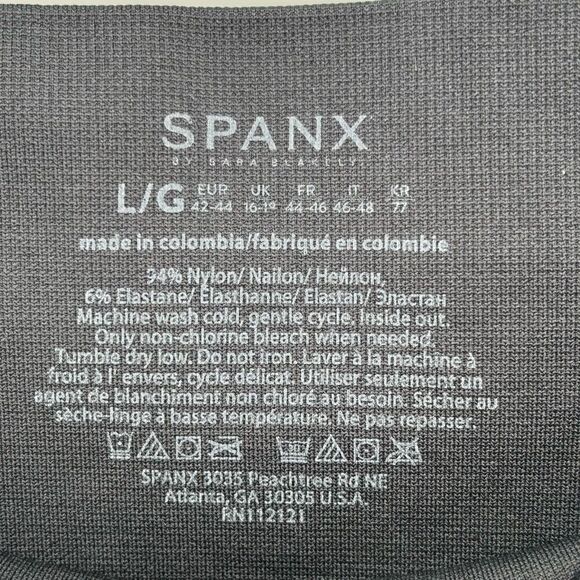 SPANX
BY SARA BLAKELY
L/G EUR UK FR IT KR
42-44 16-18 44-46 46-48 77
made in colombia/fabriqué en colombie
94% Nylon/ Nailon/ Нейлон,
6% Elastane/ Elasthanne/ Elastan/ Эластан
Machine wash cold, gentle cycle. Inside out.
Only non-chlorine bleach when needed.
Tumble dry low. Do not iron. Laver à la machine à
froid à l' envers, cycle délicat. Utiliser seulement un
agent de blanchiment non chloré au besoin. Sécher au
sèche-linge à basse température. Ne pas repasser.
SPANX 3035 Peachtree Rd NE
Atlanta, GA 30305 U.S.A.
RN112121